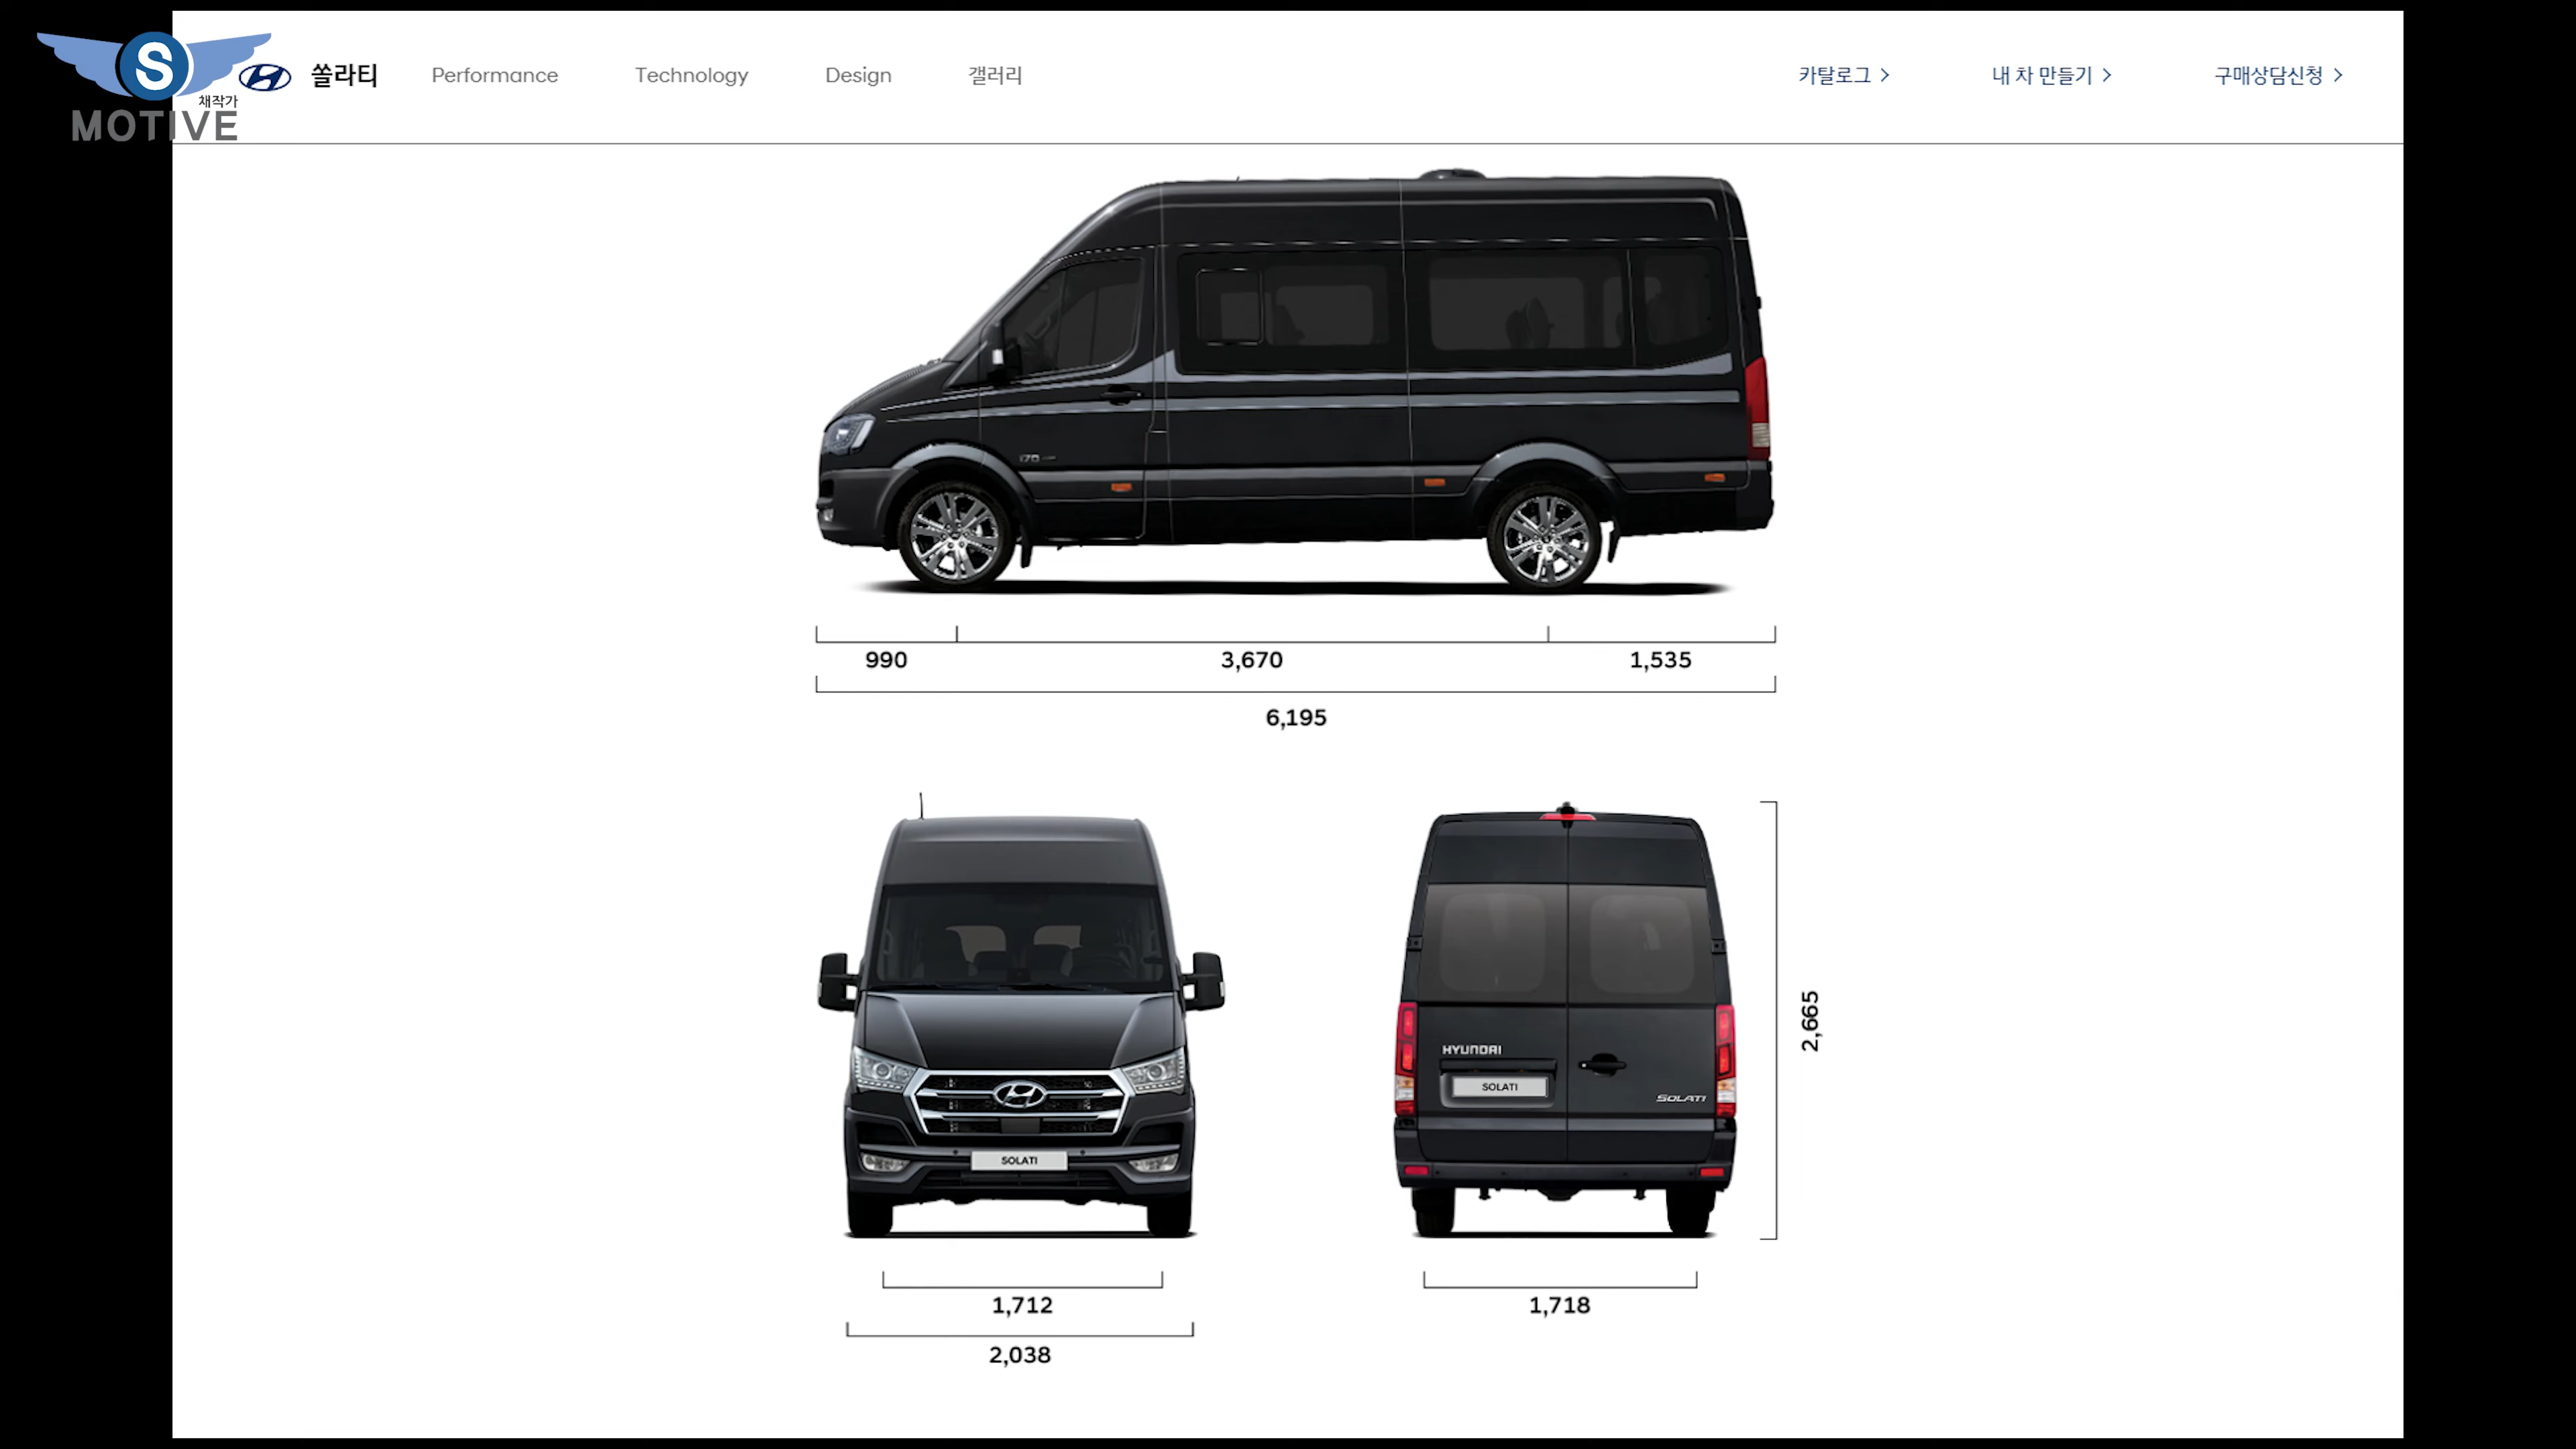 S
채작가
MOTIVE
쏠라티 Performance Technology Design 갤러리 카탈로그 내 차 만들기 구매상담신청
170
990 3,670 1,535
6,195
SOLATI
HYUNDAI
SOLATI
SOLATI
2,665
1,712 1,718
2,038